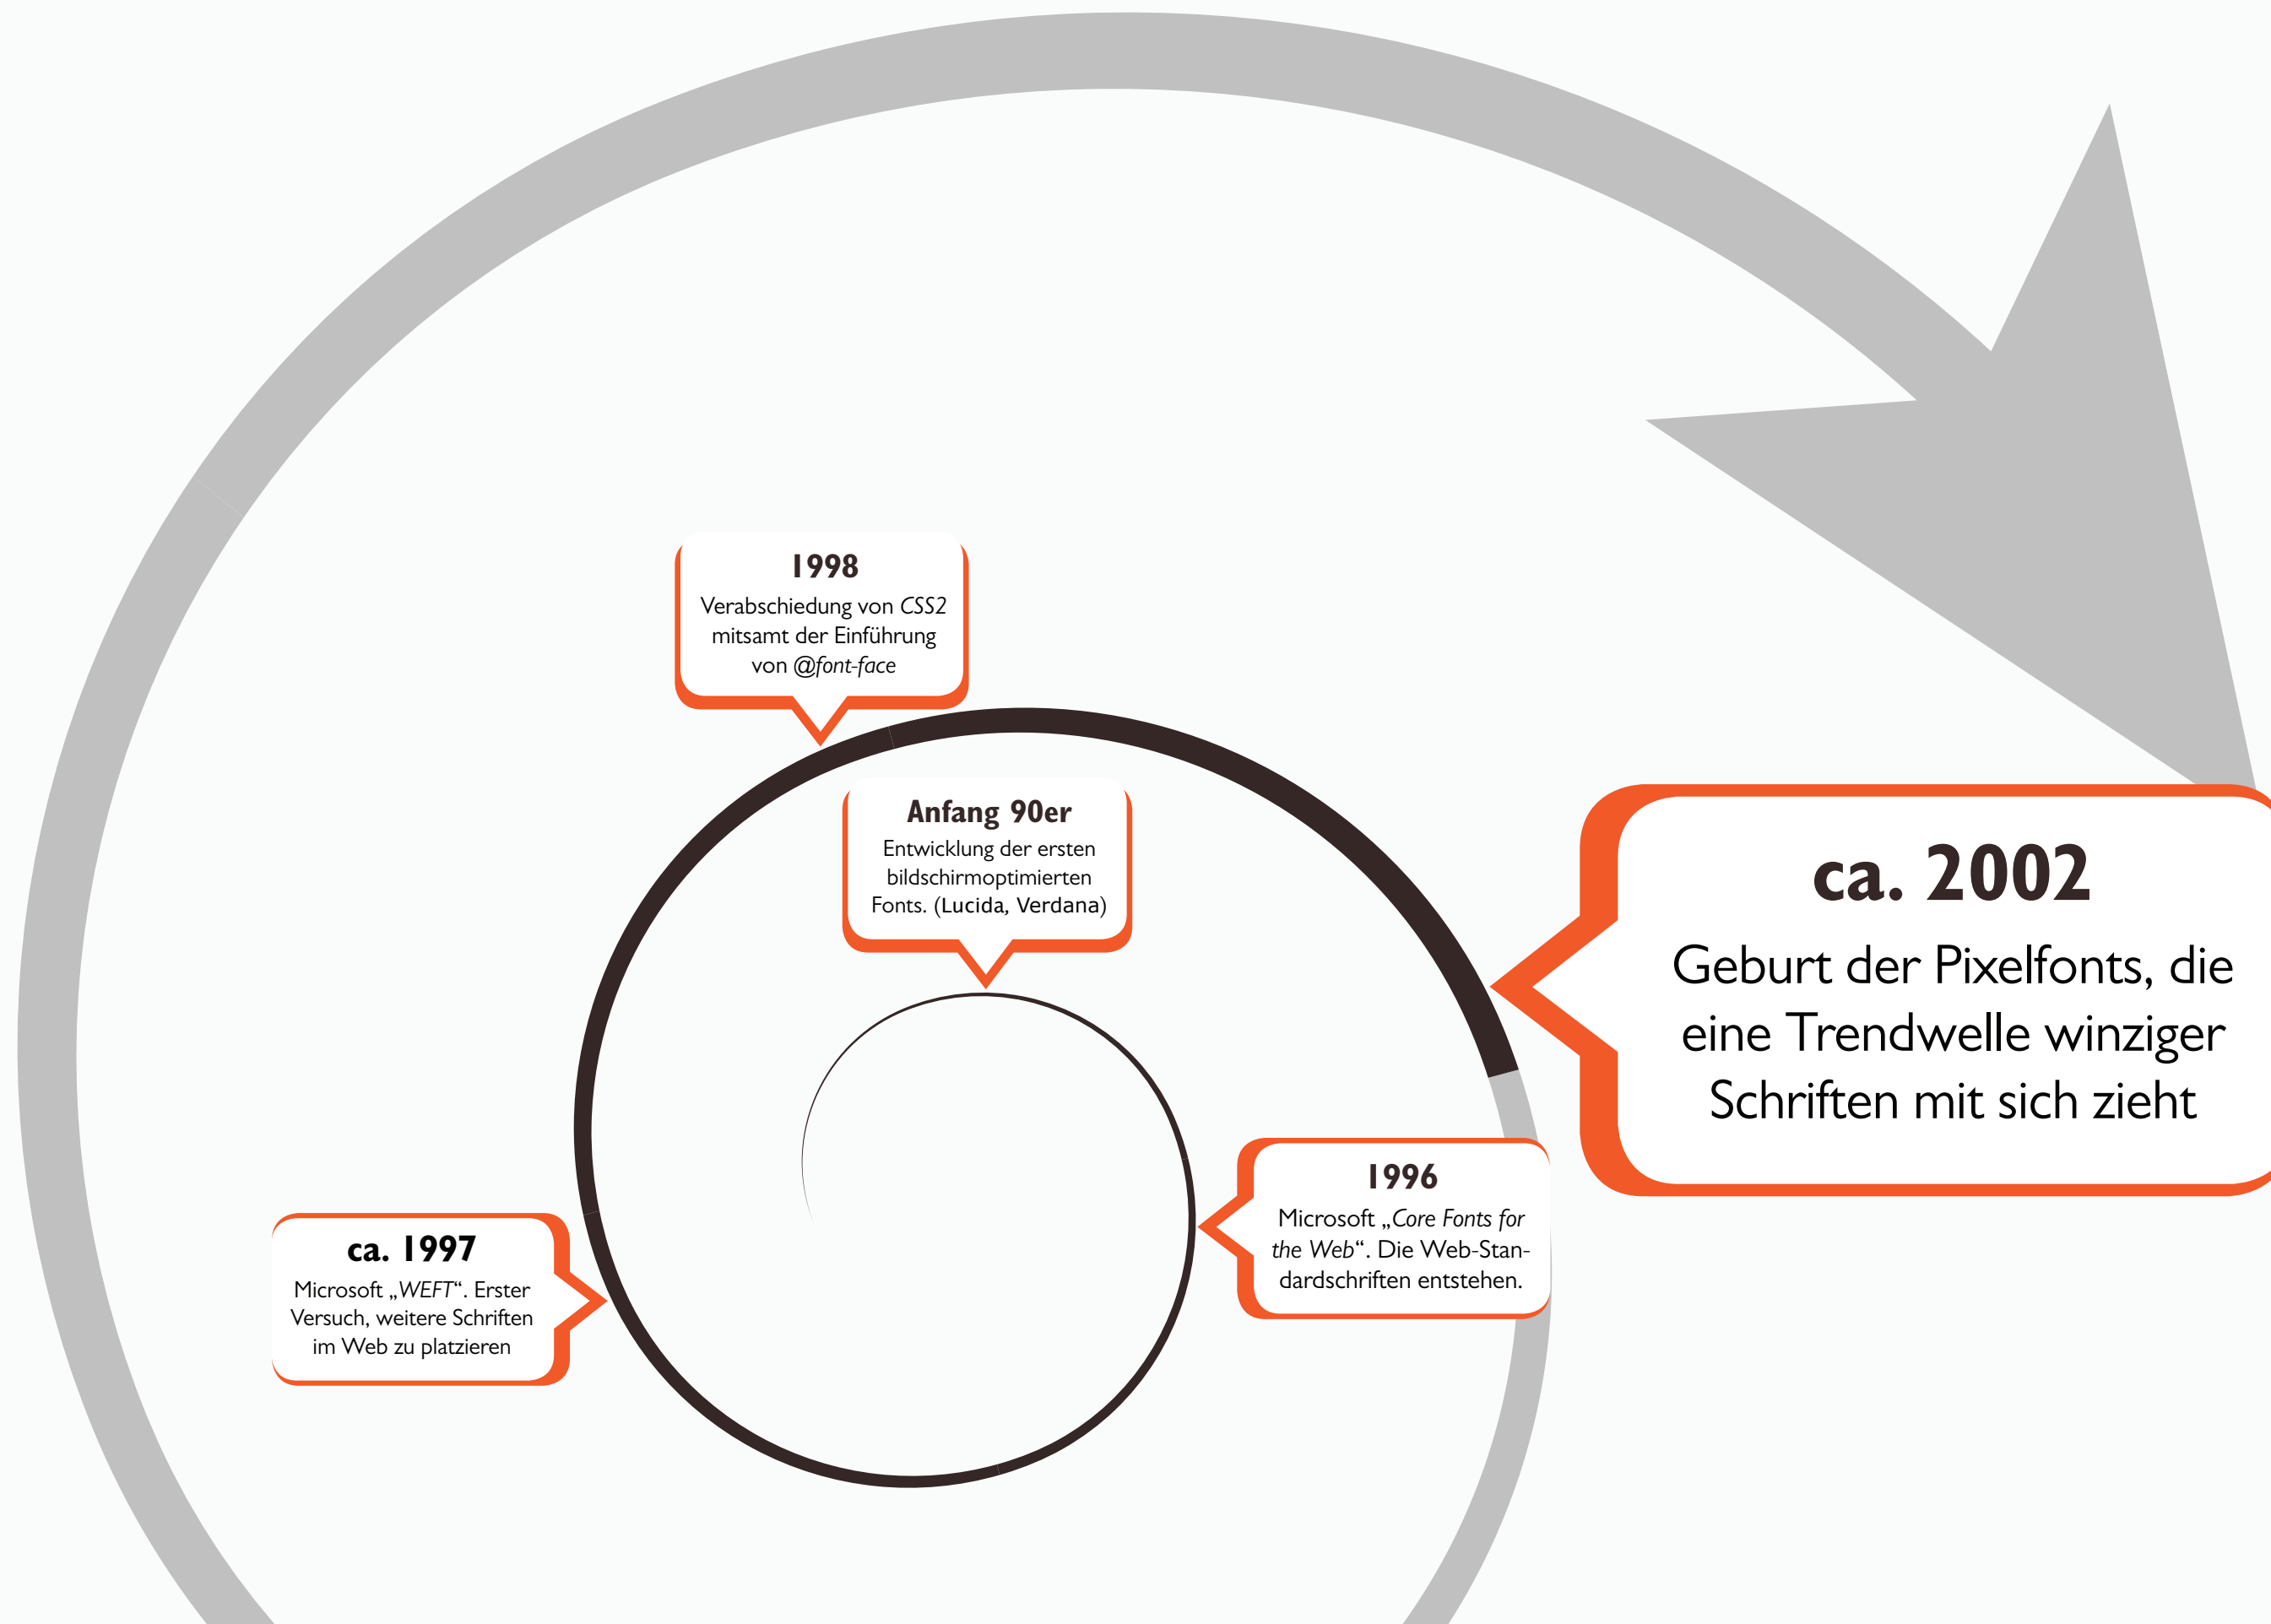 1998
Verabschiedung von CSS2
mitsamt der Einführung
von @font-face
Anfang 90er
Entwicklung der ersten
bildschirmoptimierten
Fonts. (Lucida, Verdana)
ca. 2002
Geburt der Pixelfonts, die
eine Trendwelle winziger
Schriften mit sich zieht
1996
Microsoft „Core Fonts for
the Web“. Die Web-Stan-
dardschriften entstehen.
ca. 1997
Microsoft „WEFT“. Erster
Versuch, weitere Schriften
im Web zu platzieren